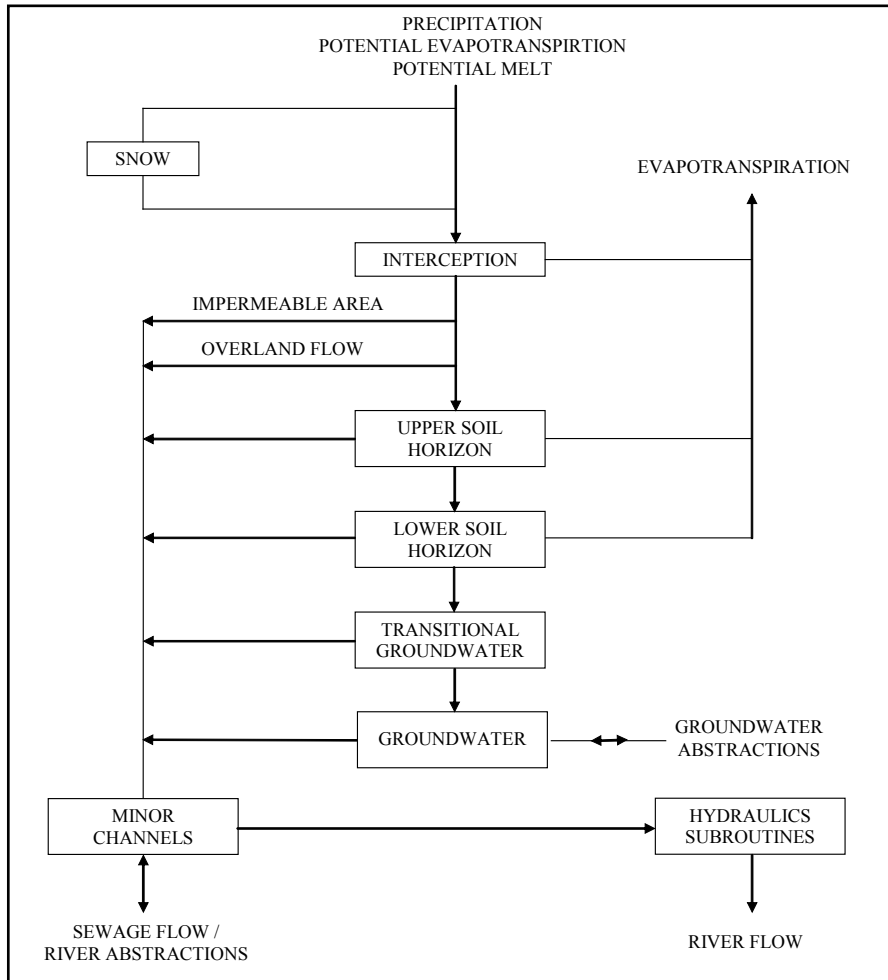 PRECIPITATION
POTENTIAL EVAPOTRANSPIRTION
POTENTIAL MELT
SNOW
EVAPOTRANSPIRATION
INTERCEPTION
IMPERMEABLE AREA
OVERLAND FLOW
UPPER SOIL
HORIZON
LOWER SOIL
HORIZON
TRANSITIONAL
GROUNDWATER
GROUNDWATER
GROUNDWATER
ABSTRACTIONS
MINOR
CHANNELS
HYDRAULICS
SUBROUTINES
SEWAGE FLOW /
RIVER ABSTRACTIONS
RIVER FLOW